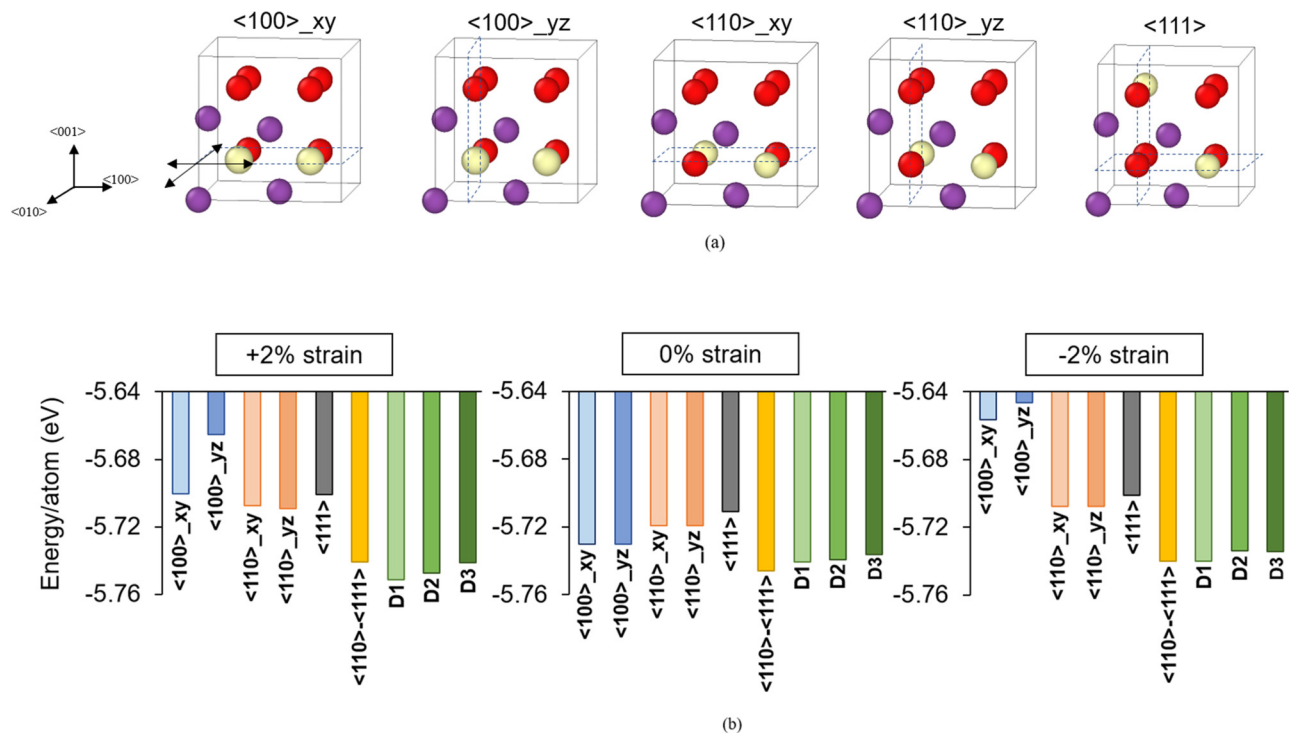 <100>_xy <100>_yz <110>_xy <110>_yz <111>
<001>
<100>
<010>
(a)
+2% strain 0% strain -2% strain
Energy/atom (eV)
-5.64
-5.68
-5.72
-5.76
<100>_xy
<100>_yz
<110>_xy
<110>_yz
<111>
<110>-<111>
D1
D2
D3
-5.64
-5.68
-5.72
-5.76
<100>_xy
<100>_yz
<110>_xy
<110>_yz
<111>
<110>-<111>
D1
D2
D3
-5.64
-5.68
-5.72
-5.76
<100>_xy
<100>_yz
<110>_xy
<110>_yz
<111>
<110>-<111>
D1
D2
D3
(b)